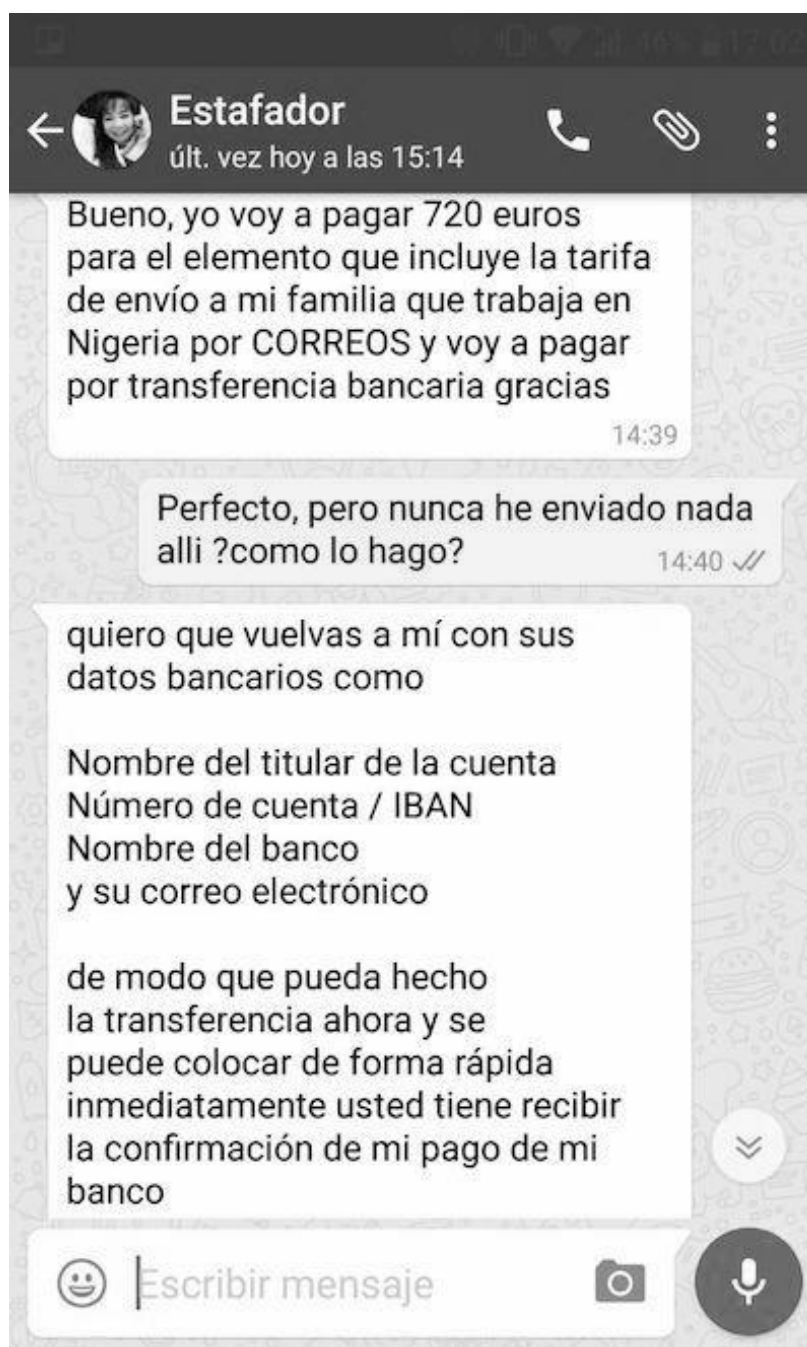 46% 17:02
Estafador
últ. vez hoy a las 15:14
Bueno, yo voy a pagar 720 euros
para el elemento que incluye la tarifa
de envío a mi familia que trabaja en
Nigeria por CORREOS y voy a pagar
por transferencia bancaria gracias
14:39
Perfecto, pero nunca he enviado nada
alli ?como lo hago?
14:40
quiero que vuelvas a mí con sus
datos bancarios como
Nombre del titular de la cuenta
Número de cuenta / IBAN
Nombre del banco
y su correo electrónico
de modo que pueda hecho
la transferencia ahora y se
puede colocar de forma rápida
inmediatamente usted tiene recibir
la confirmación de mi pago de mi
banco
Escribir mensaje